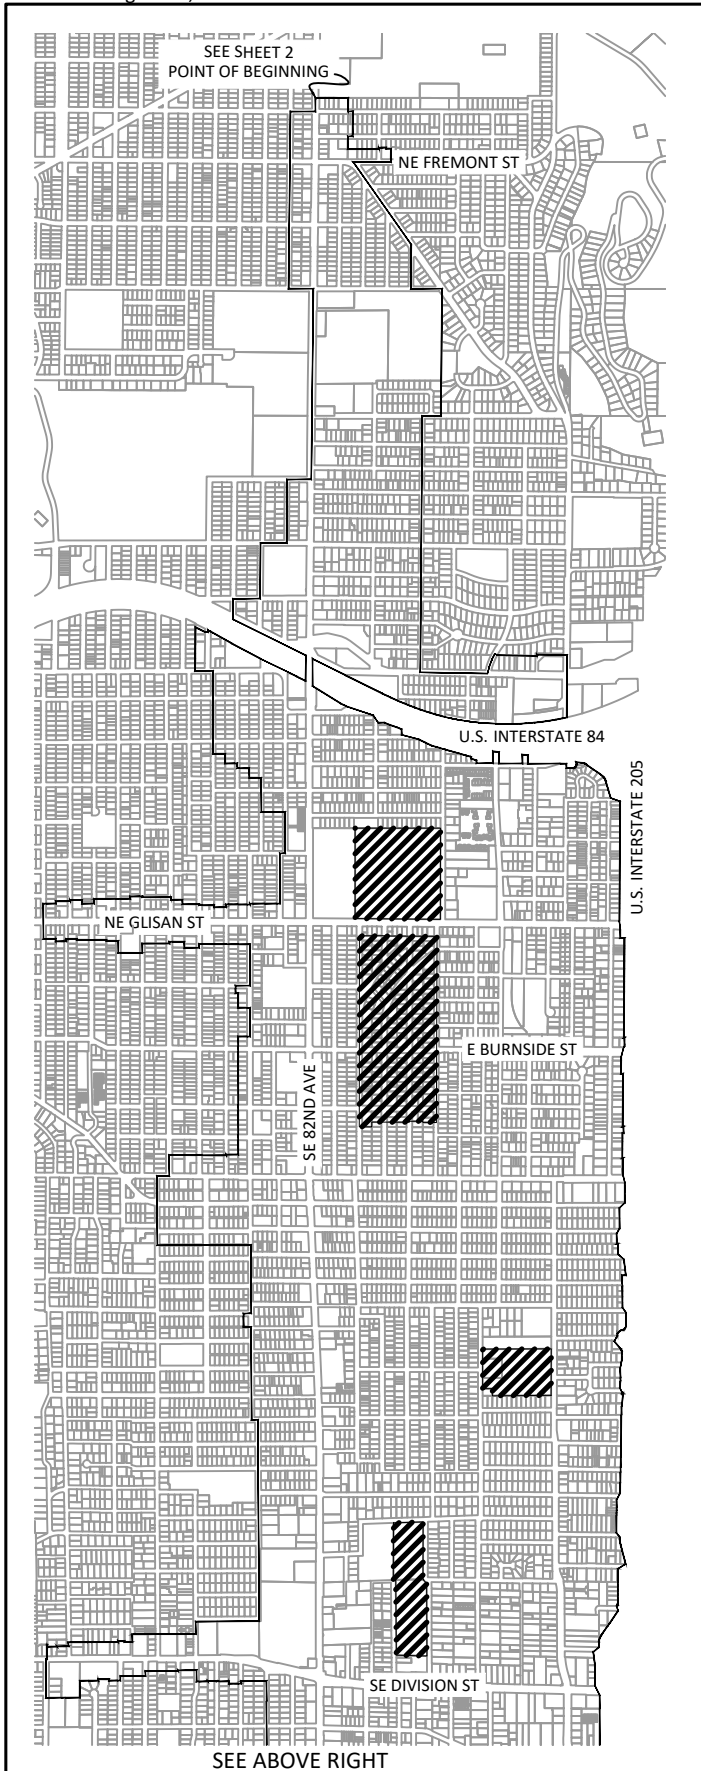 SEE SHEET 2
POINT OF BEGINNING
NE FREMONT ST
U.S. INTERSTATE 84
U.S. INTERSTATE 205
NE GLISAN ST
E BURNSIDE ST
SE 82ND AVE
SE DIVISION ST
SEE ABOVE RIGHT